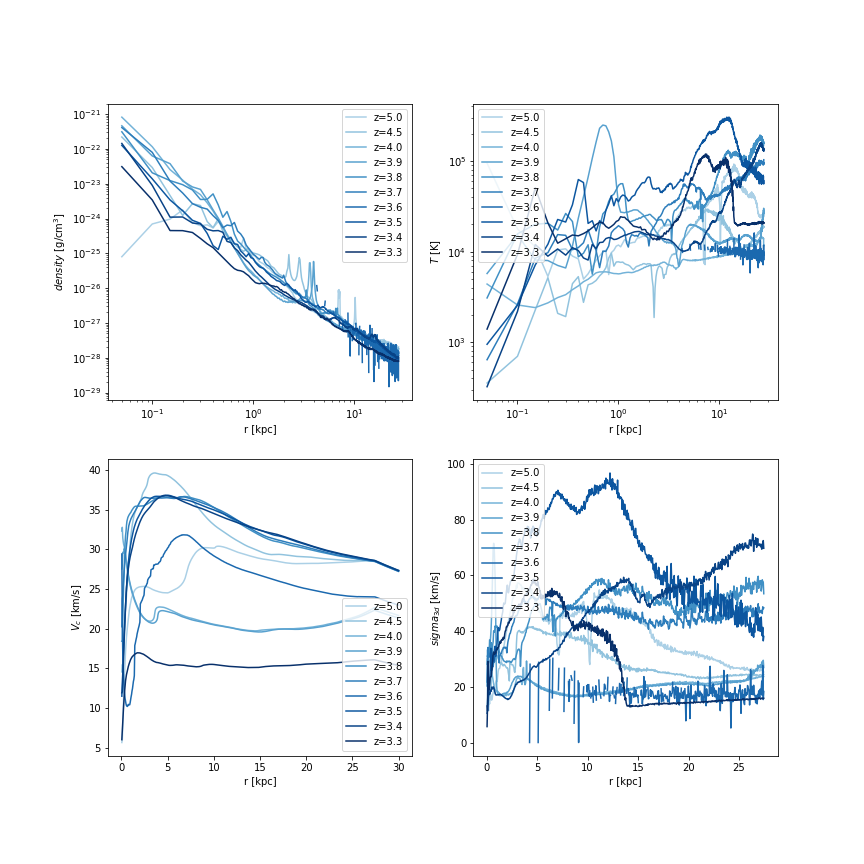 density [g/cm³]
10⁻²¹
10⁻²²
10⁻²³
10⁻²⁴
10⁻²⁵
10⁻²⁶
10⁻²⁷
10⁻²⁸
10⁻²⁹
10⁻¹ 10⁰ 10¹
r [kpc]
z=5.0
z=4.5
z=4.0
z=3.9
z=3.8
z=3.7
z=3.6
z=3.5
z=3.4
z=3.3
T [K]
10⁵
10⁴
10³
10⁻¹ 10⁰ 10¹
r [kpc]
z=5.0
z=4.5
z=4.0
z=3.9
z=3.8
z=3.7
z=3.6
z=3.5
z=3.4
z=3.3
V_c [km/s]
40
35
30
25
20
15
10
5
0 5 10 15 20 25 30
r [kpc]
z=5.0
z=4.5
z=4.0
z=3.9
z=3.8
z=3.7
z=3.6
z=3.5
z=3.4
z=3.3
sigma_3d [km/s]
100
80
60
40
20
0
0 5 10 15 20 25
r [kpc]
z=5.0
z=4.5
z=4.0
z=3.9
z=3.8
z=3.7
z=3.6
z=3.5
z=3.4
z=3.3